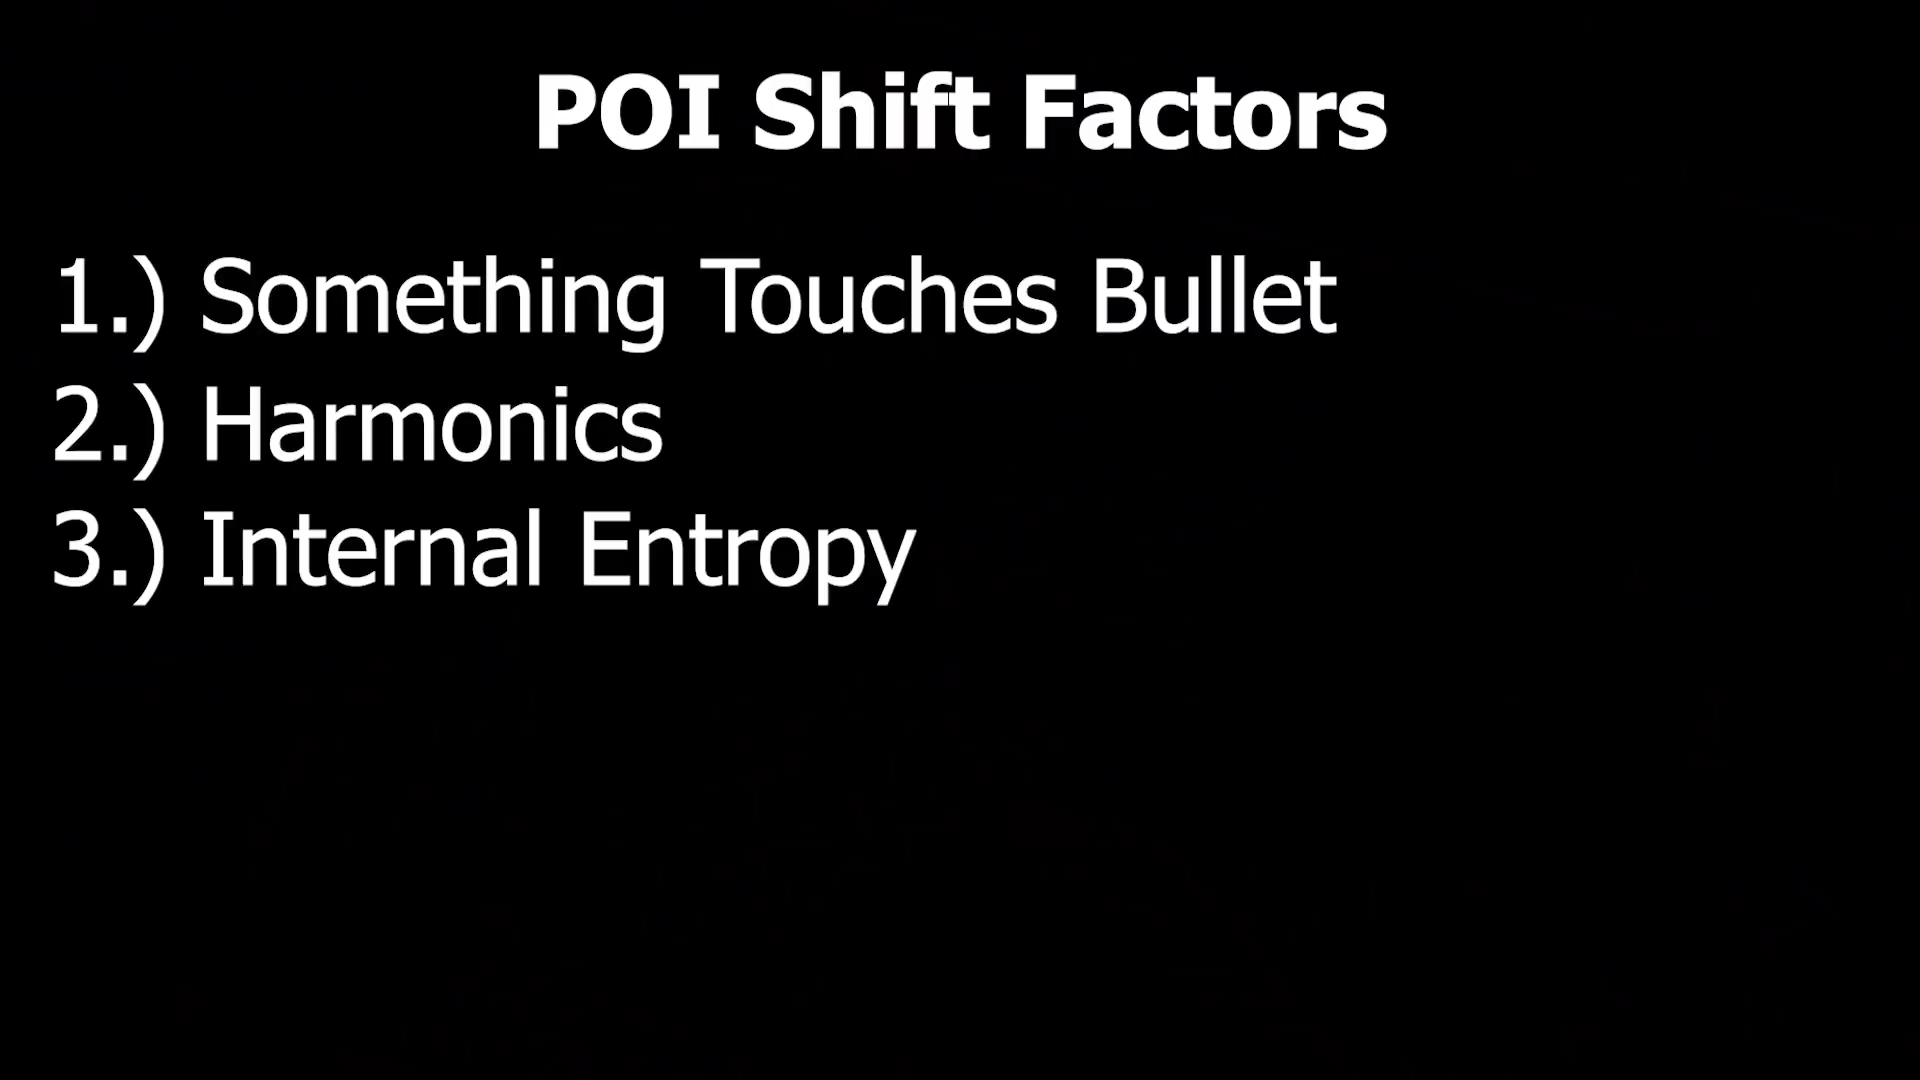 POI Shift Factors
1.) Something Touches Bullet
2.) Harmonics
3.) Internal Entropy